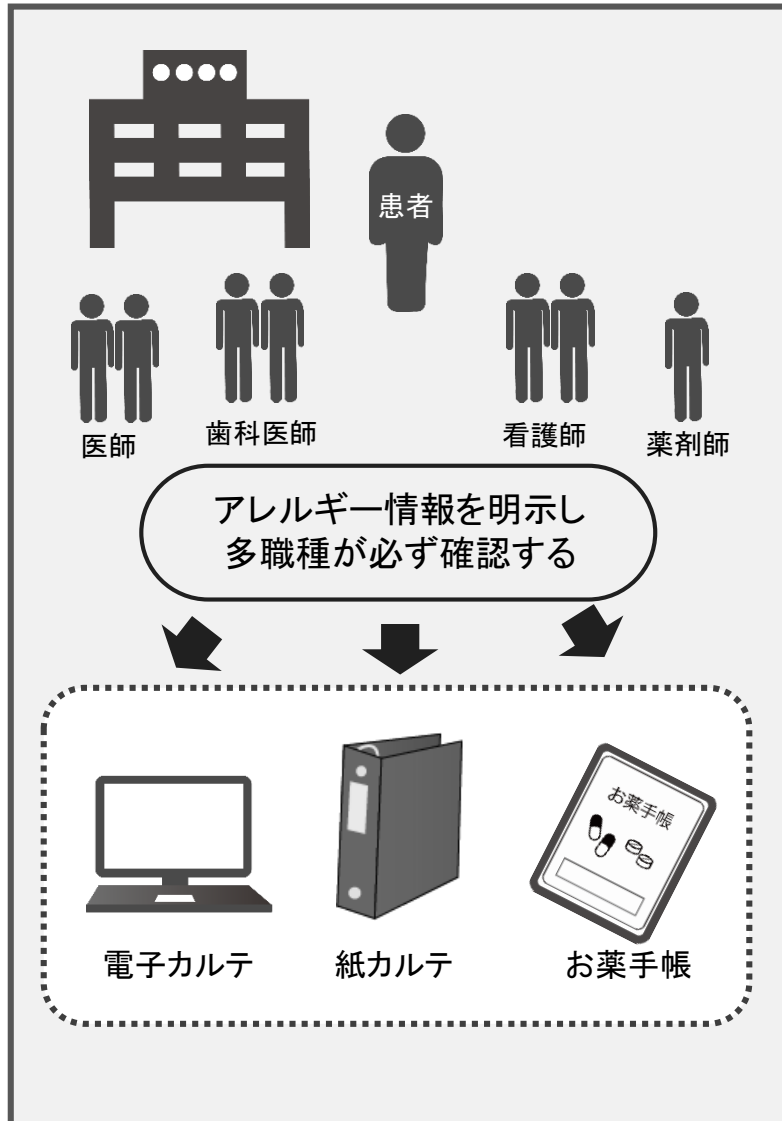 患者
医師
歯科医師
看護師
薬剤師
アレルギー情報を明示し
多職種が必ず確認する
お薬手帳
電子カルテ
紙カルテ
お薬手帳